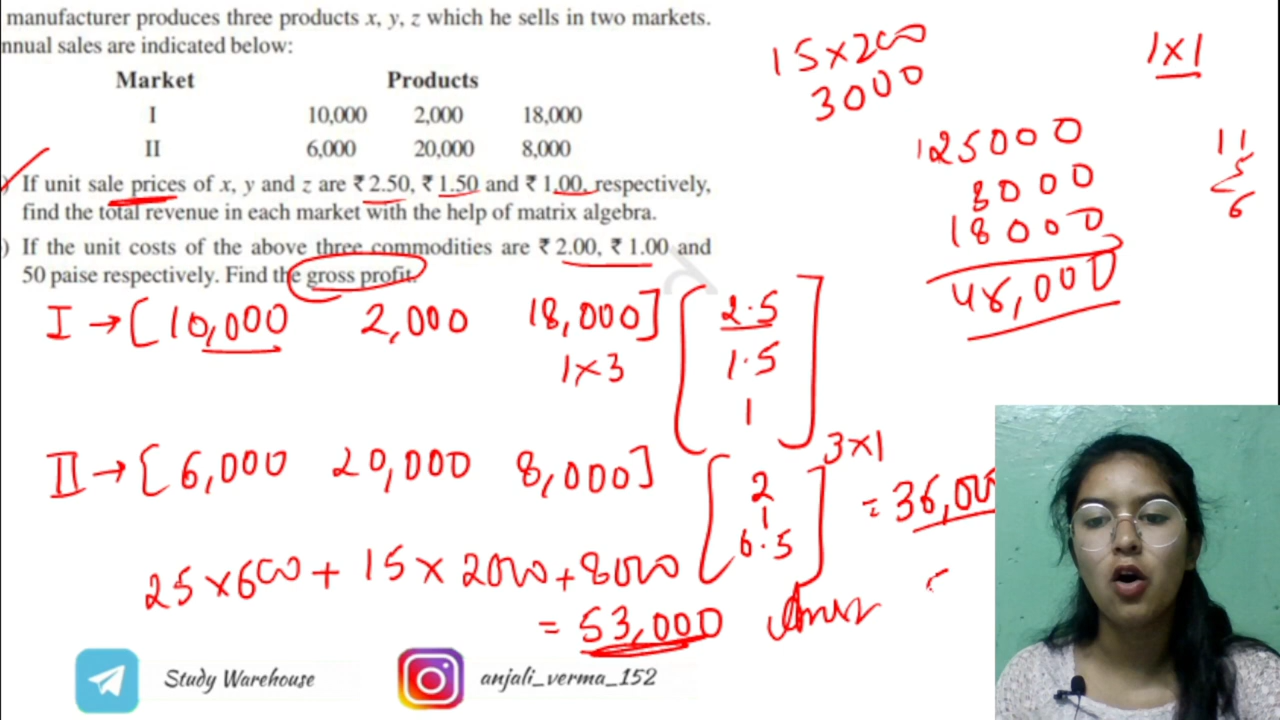 manufacturer produces three products x, y, z which he sells in two markets.
nnual sales are indicated below:
Market Products
I 10,000 2,000 18,000
II 6,000 20,000 8,000
) If unit sale prices of x, y and z are ₹ 2.50, ₹ 1.50 and ₹ 1.00, respectively,
find the total revenue in each market with the help of matrix algebra.
) If the unit costs of the above three commodities are ₹ 2.00, ₹ 1.00 and
50 paise respectively. Find the gross profit.
15×200
3000
1×1
125000
8000
18000
46,000
11
5
6
I → [10,000 2,000 18,000]
1×3
[2.5
1.5
1]
3×1
II → [6,000 20,000 8,000]
[2
1
0.5]
= 36,000
25×600 + 15 × 2000 + 8000
= 53,000
Study Warehouse
anjali_verma_152